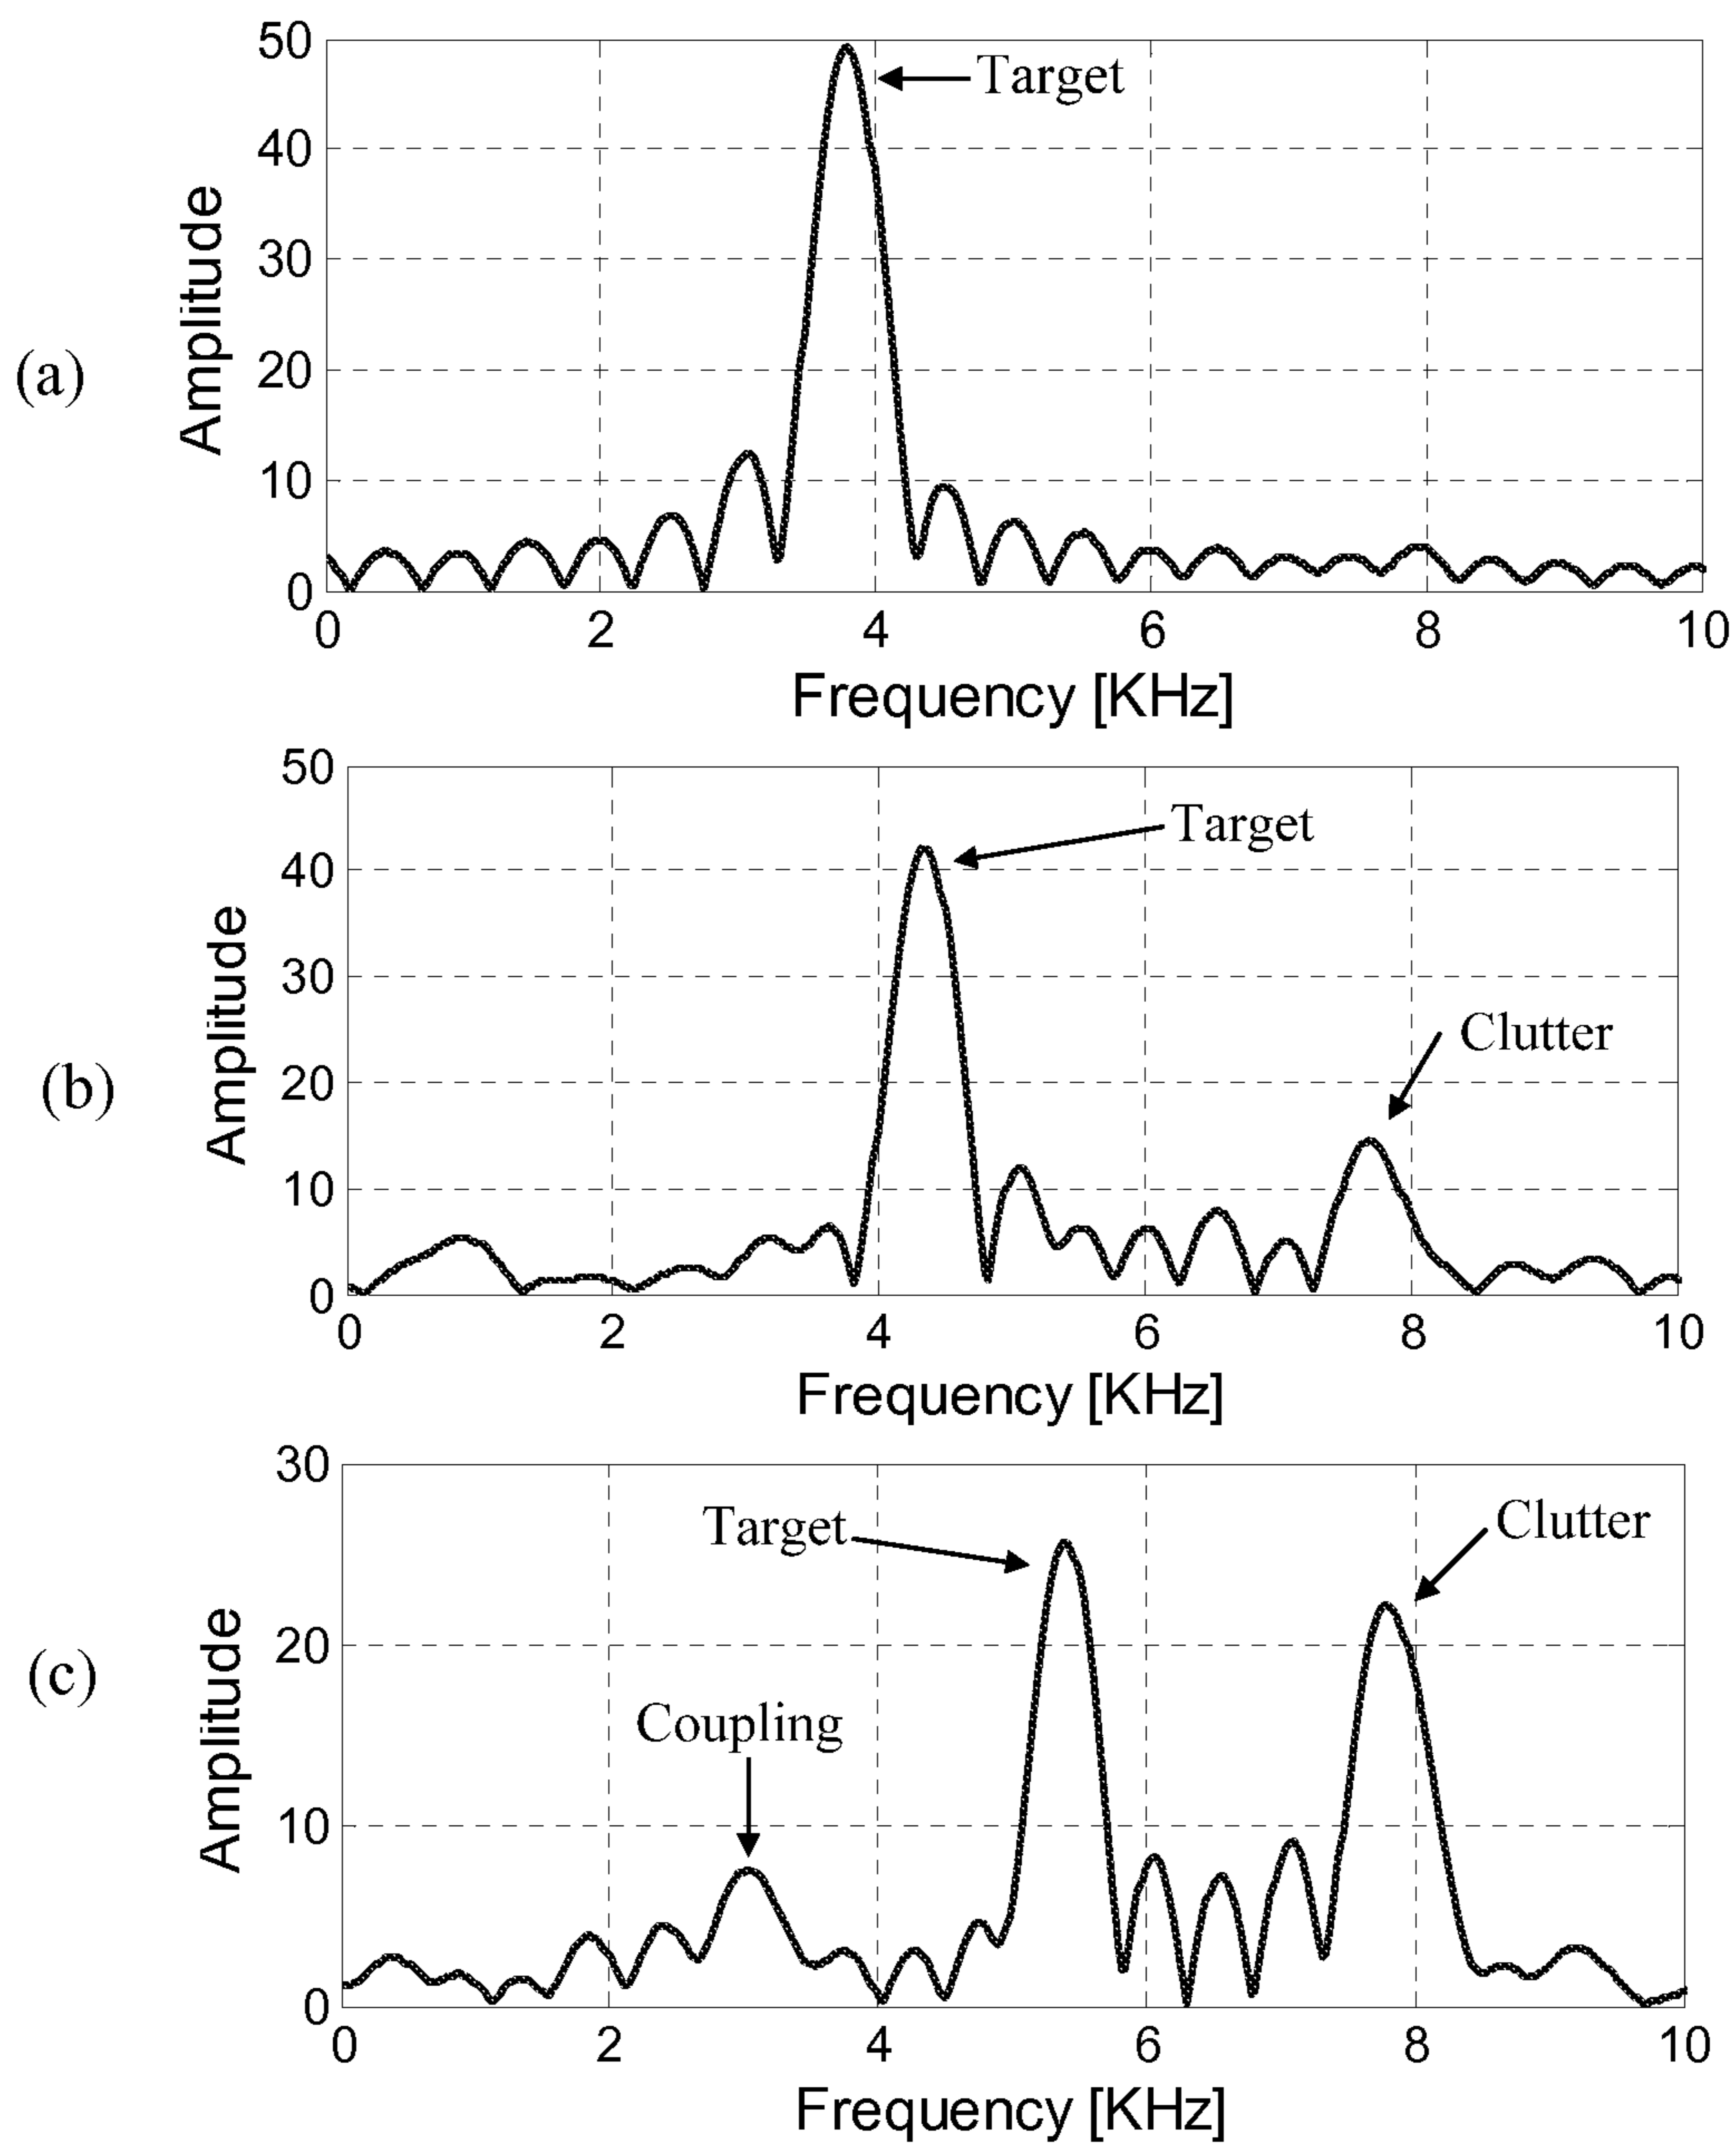 (a)
Amplitude
50
40
30
20
10
0
Target
0 2 4 6 8 10
Frequency [KHz]
(b)
Amplitude
50
40
30
20
10
0
Target
Clutter
0 2 4 6 8 10
Frequency [KHz]
(c)
Amplitude
30
20
10
0
Target
Clutter
Coupling
0 2 4 6 8 10
Frequency [KHz]